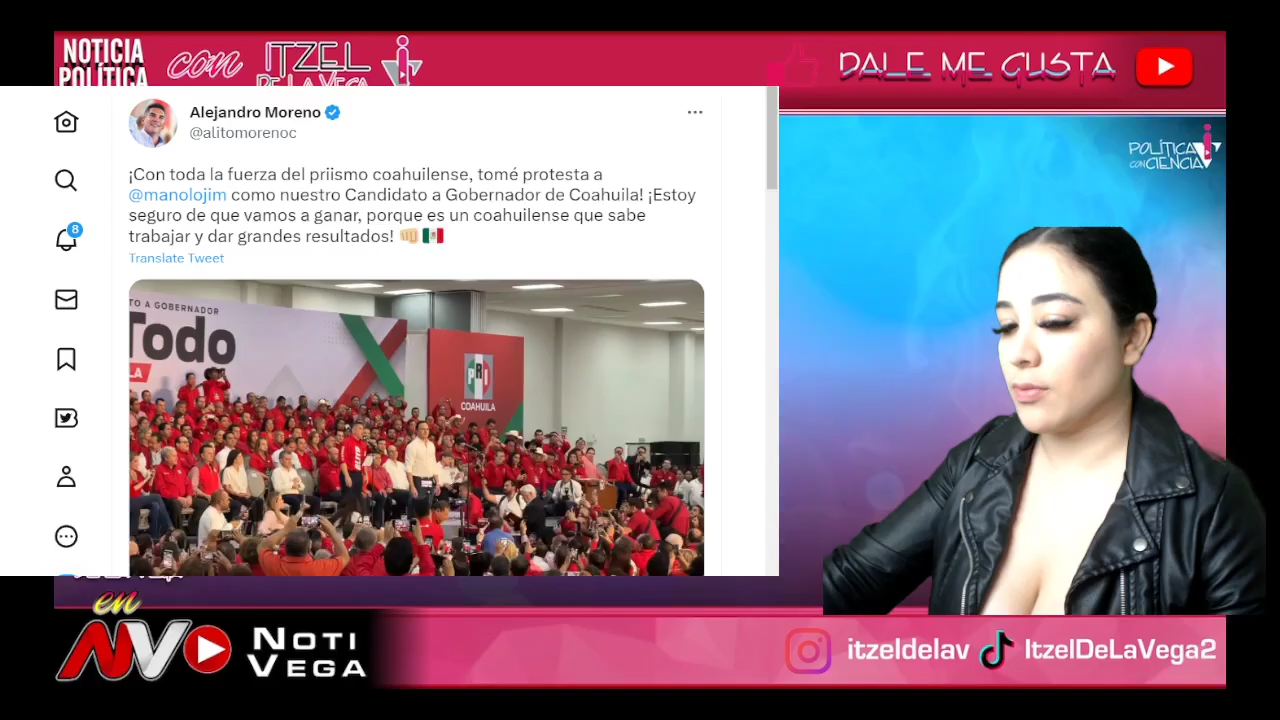 NOTICIA
POLÍTICA
con
ITZEL
DE LA VEGA
DALE ME GUSTA
POLÍTICA
CON CIENCIA
Alejandro Moreno
@alitomorenoc
···
8
¡Con toda la fuerza del priismo coahuilense, tomé protesta a
@manolojim como nuestro Candidato a Gobernador de Coahuila! ¡Estoy
seguro de que vamos a ganar, porque es un coahuilense que sabe
trabajar y dar grandes resultados! 👊🏼🇲🇽
Translate Tweet
TO A GOBERNADOR
Todo
LA
PRI
COAHUILA
ALITO
en
NV
NOTI
VEGA
itzeldelav
ItzelDeLaVega2